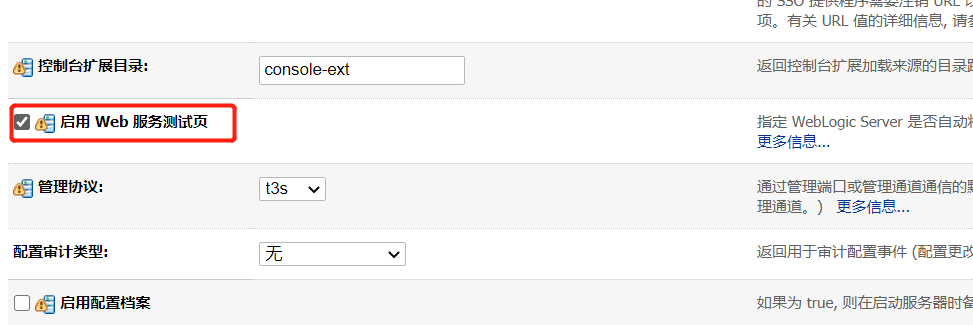 的 SSO 提供程序需要注销 URL 以
项。有关 URL 值的详细信息, 请参
控制台扩展目录:
console-ext
返回控制台扩展加载来源的目录路
启用 Web 服务测试页
指定 WebLogic Server 是否自动将
更多信息...
管理协议:
t3s
通过管理端口或管理通道通信的默
理通道。) 更多信息...
配置审计类型:
无
返回用于审计配置事件 (配置更改
启用配置档案
如果为 true, 则在启动服务器时备